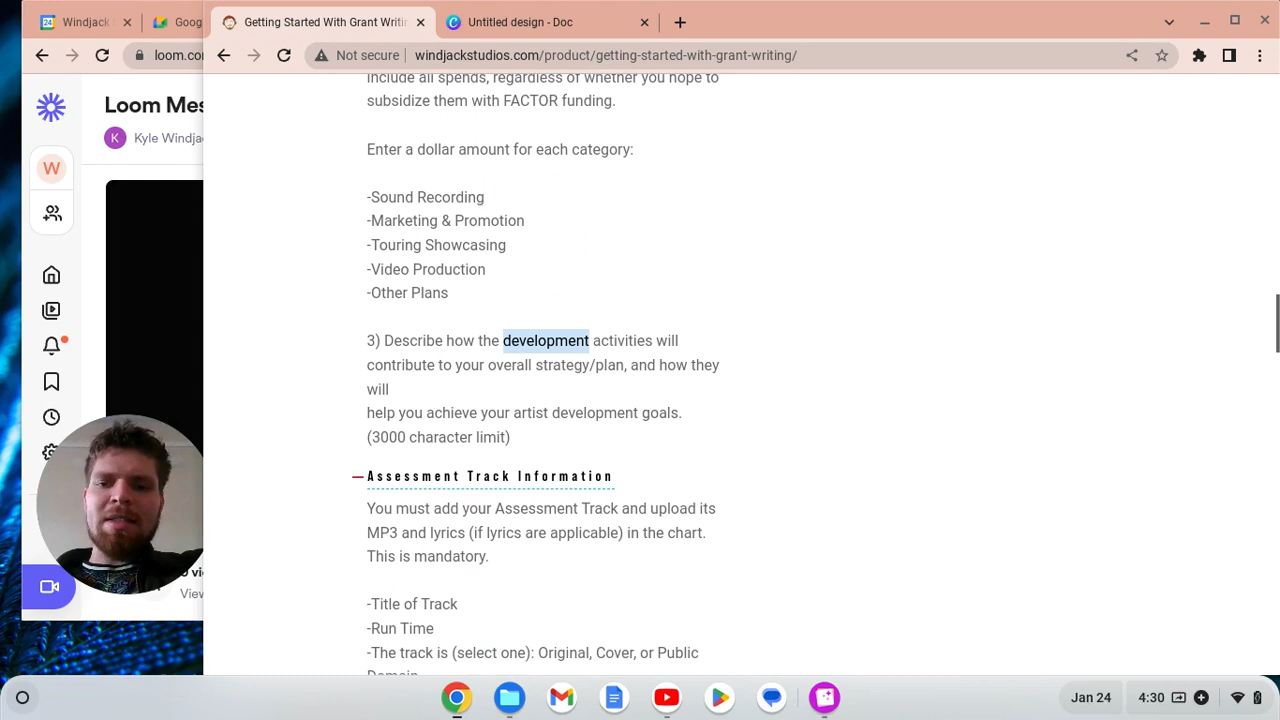 Windjack
Goog
Getting Started With Grant Writi
Untitled design - Doc
loom.co
Not secure
windjackstudios.com/product/getting-started-with-grant-writing/
Loom Mes
K
Kyle Windja
W
include all spends, regardless of whether you hope to
subsidize them with FACTOR funding.
Enter a dollar amount for each category:
-Sound Recording
-Marketing & Promotion
-Touring Showcasing
-Video Production
-Other Plans
3) Describe how the development activities will
contribute to your overall strategy/plan, and how they
will
help you achieve your artist development goals.
(3000 character limit)
Assessment Track Information
You must add your Assessment Track and upload its
MP3 and lyrics (if lyrics are applicable) in the chart.
This is mandatory.
-Title of Track
-Run Time
-The track is (select one): Original, Cover, or Public
Domain
0 vi
View
Jan 24
4:30